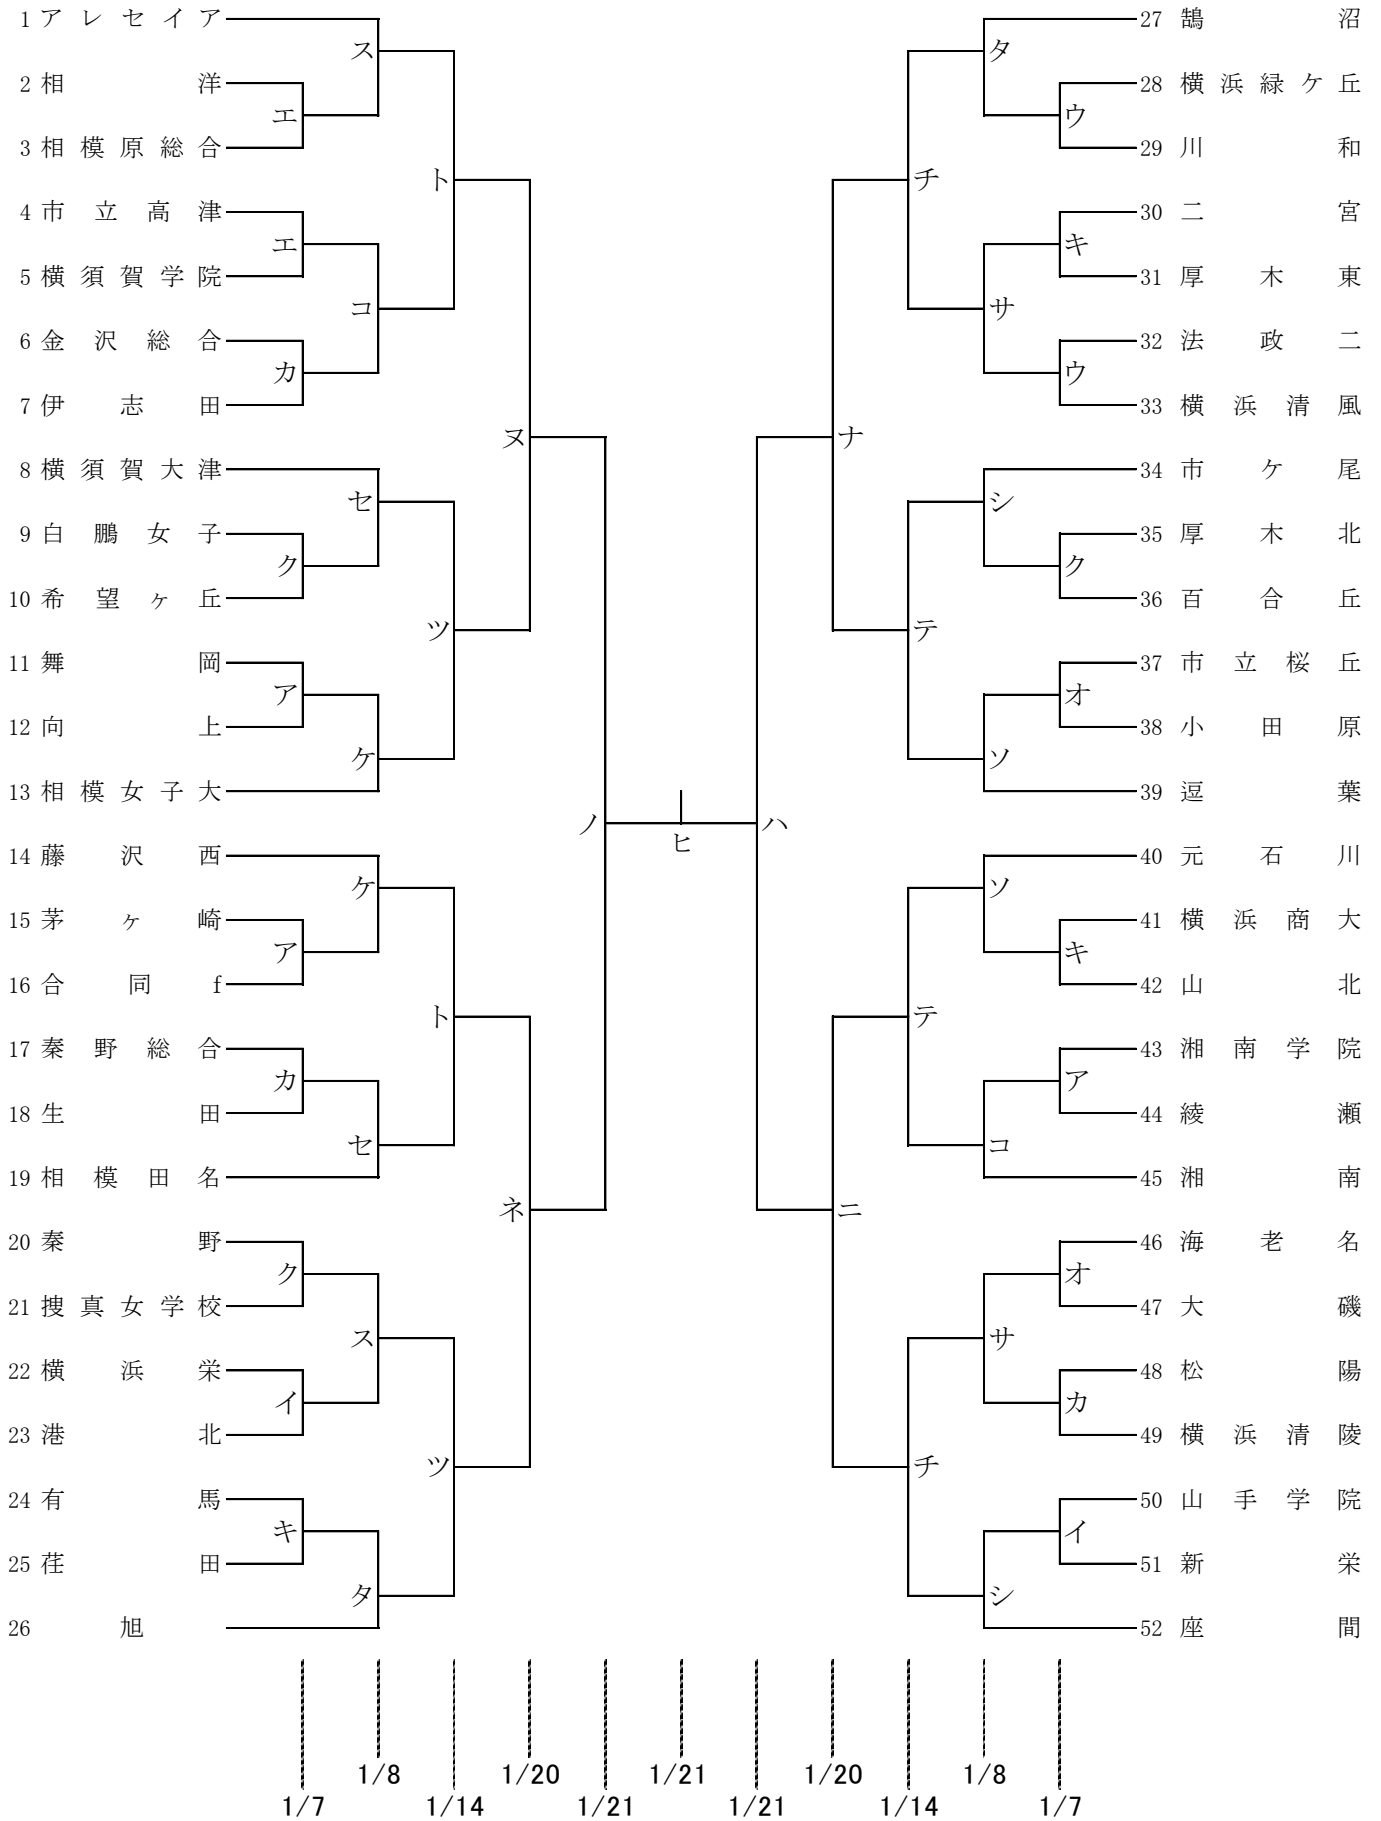 1 アレセイア
ス
2 相洋
エ
3 相模原総合
ト
4 市立高津
エ
5 横須賀学院
コ
6 金沢総合
カ
7 伊志田
ヌ
8 横須賀大津
セ
9 白鵬女子
ク
10 希望ヶ丘
ツ
11 舞岡
ア
12 向上
ケ
13 相模女子大
ノ
14 藤沢西
ケ
15 茅ヶ崎
ア
16 合同f
ト
17 秦野総合
カ
18 生田
セ
19 相模田名
ネ
20 秦野
ク
21 捜真女学校
ス
22 横浜栄
イ
23 港北
ツ
24 有馬
キ
25 荏田
タ
26 旭
ヒ
27 鵠沼
タ
28 横浜緑ケ丘
ウ
29 川和
チ
30 二宮
キ
31 厚木東
サ
32 法政二
ウ
33 横浜清風
ナ
34 市ケ尾
シ
35 厚木北
ク
36 百合丘
テ
37 市立桜丘
オ
38 小田原
ソ
39 逗葉
ハ
40 元石川
ソ
41 横浜商大
キ
42 山北
テ
43 湘南学院
ア
44 綾瀬
コ
45 湘南
ニ
46 海老名
オ
47 大磯
サ
48 松陽
カ
49 横浜清陵
チ
50 山手学院
イ
51 新栄
シ
52 座間
1/8 1/20 1/21 1/20 1/8
1/7 1/14 1/21 1/21 1/14 1/7